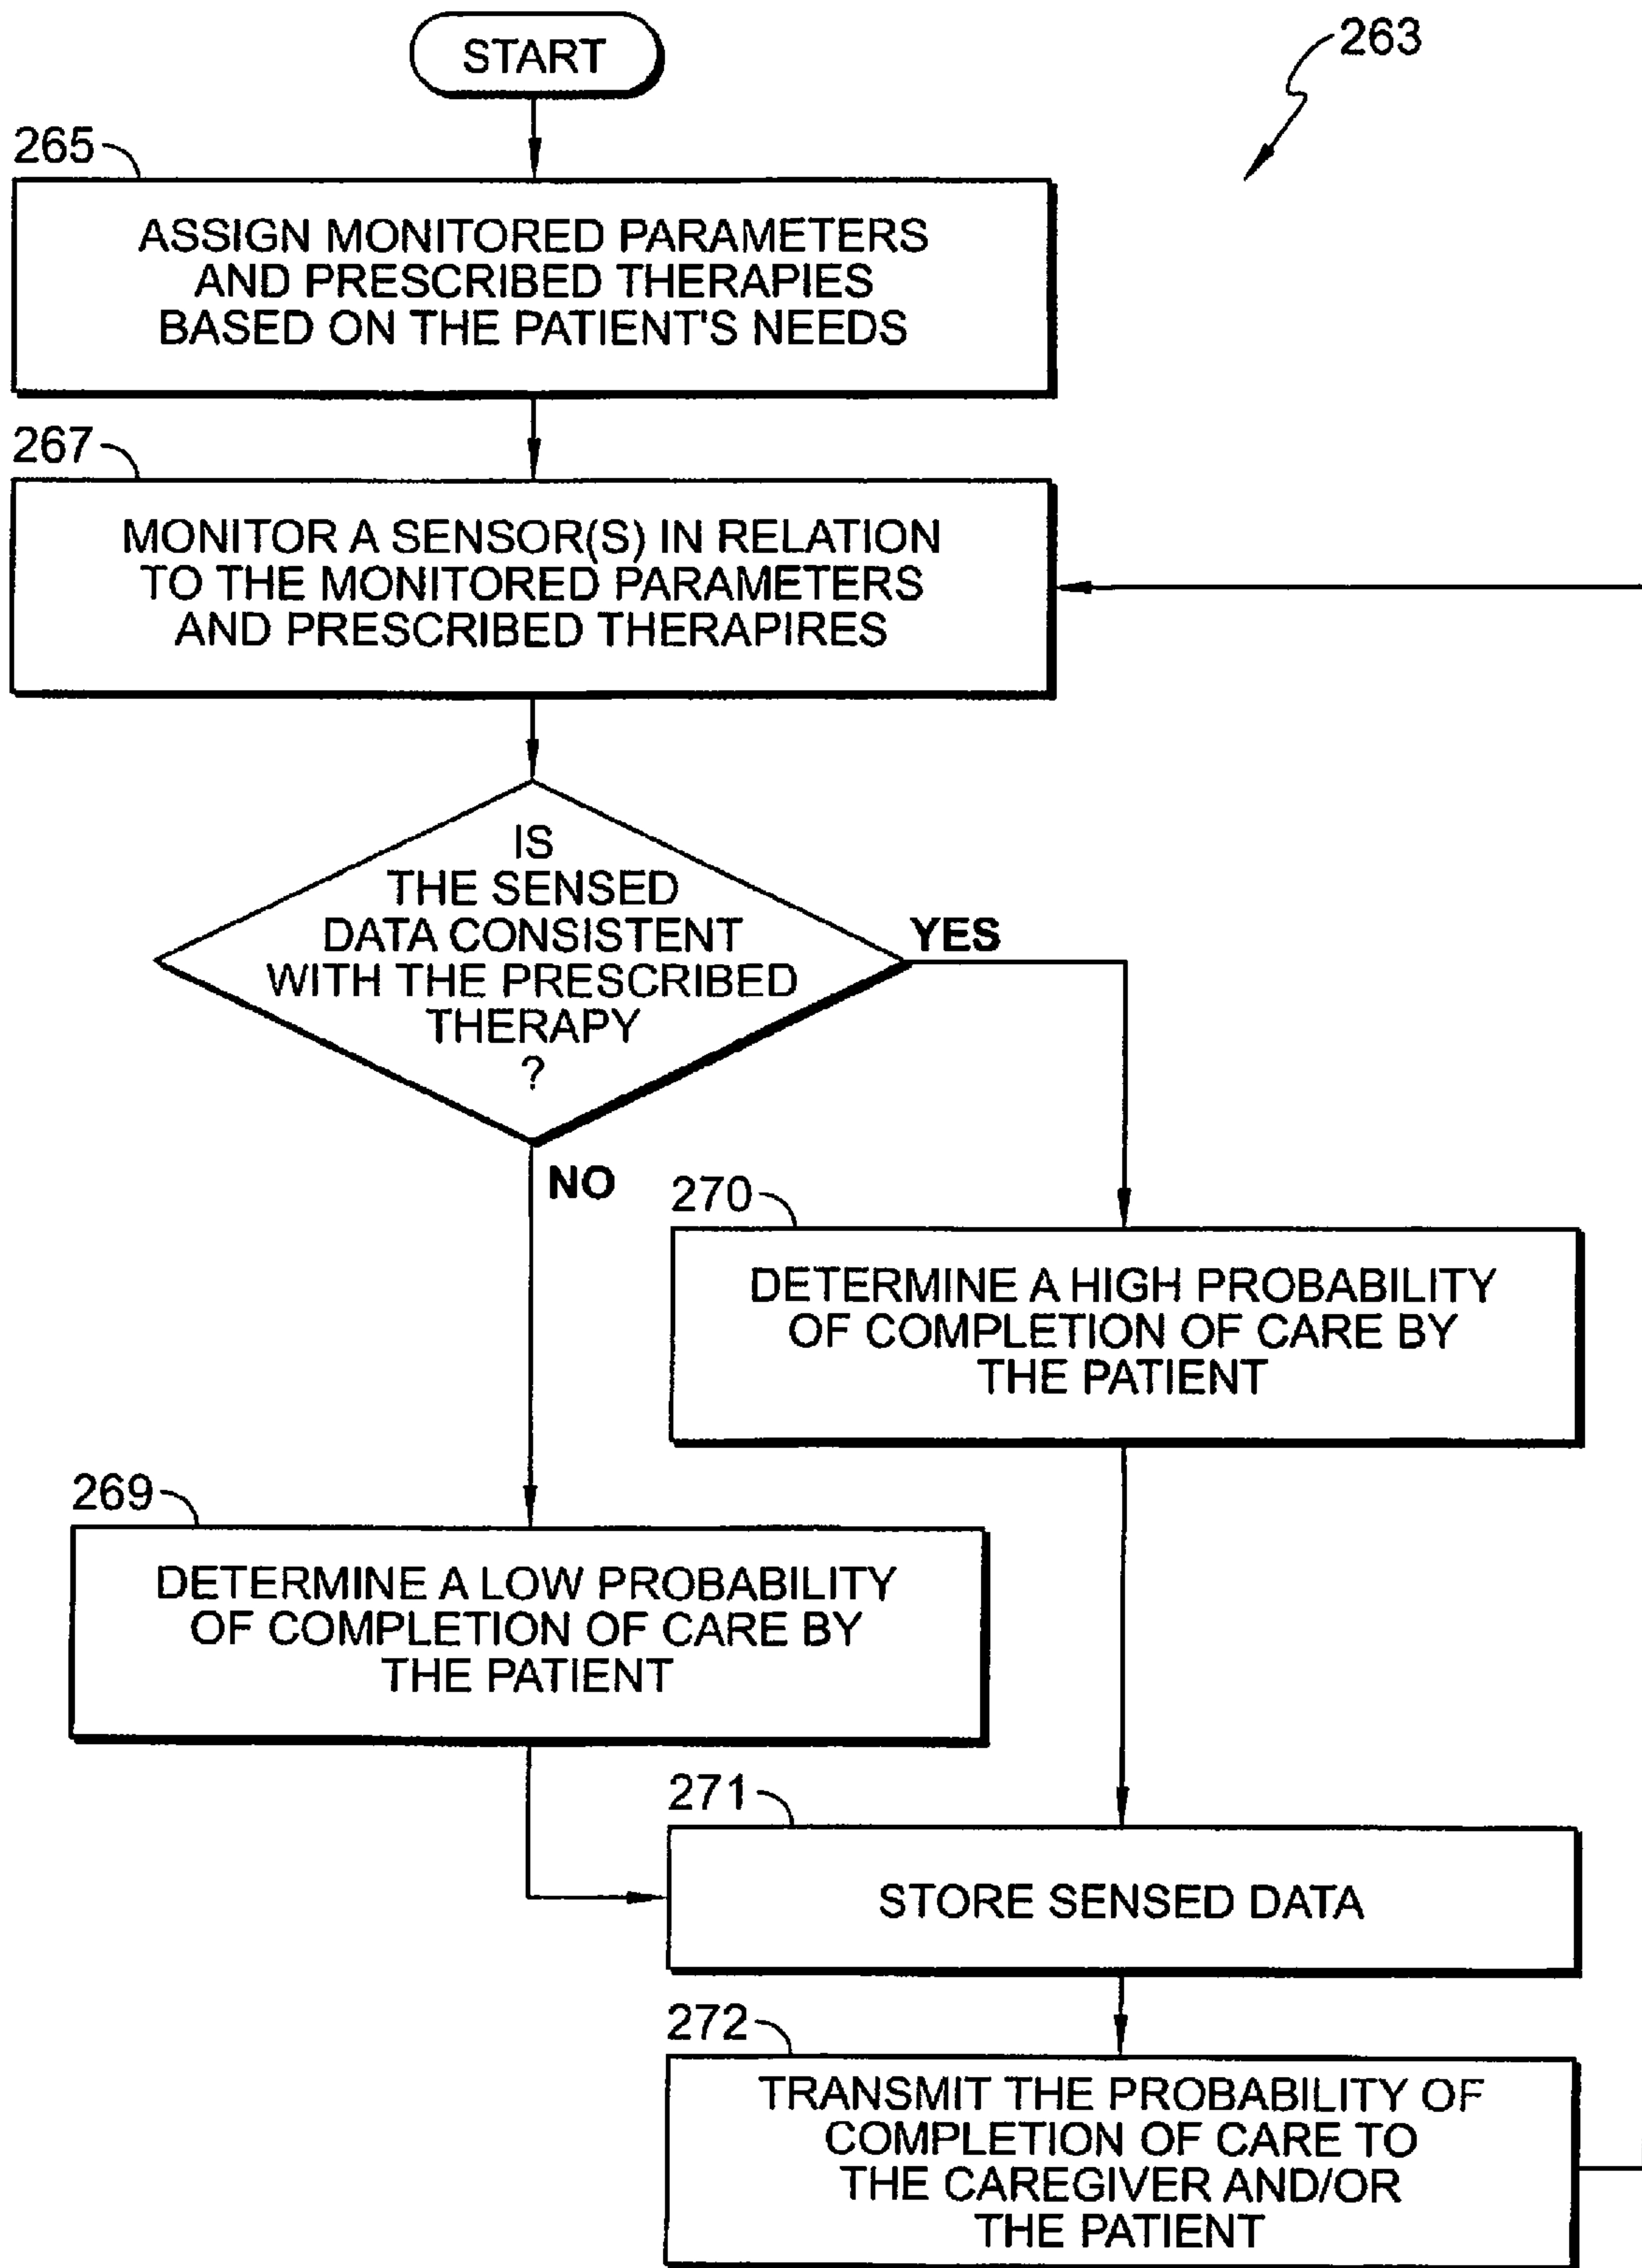 START
263
265
ASSIGN MONITORED PARAMETERS
AND PRESCRIBED THERAPIES
BASED ON THE PATIENT'S NEEDS
267
MONITOR A SENSOR(S) IN RELATION
TO THE MONITORED PARAMETERS
AND PRESCRIBED THERAPIRES
IS
THE SENSED
DATA CONSISTENT
WITH THE PRESCRIBED
THERAPY
?
YES
NO
270
DETERMINE A HIGH PROBABILITY
OF COMPLETION OF CARE BY
THE PATIENT
269
DETERMINE A LOW PROBABILITY
OF COMPLETION OF CARE BY
THE PATIENT
271
STORE SENSED DATA
272
TRANSMIT THE PROBABILITY OF
COMPLETION OF CARE TO
THE CAREGIVER AND/OR
THE PATIENT